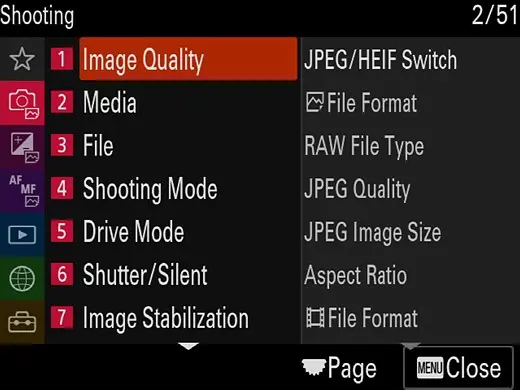 Shooting 2/51
1 Image Quality JPEG/HEIF Switch
2 Media File Format
3 File RAW File Type
AF MF 4 Shooting Mode JPEG Quality
5 Drive Mode JPEG Image Size
6 Shutter/Silent Aspect Ratio
7 Image Stabilization File Format
Page MENU Close